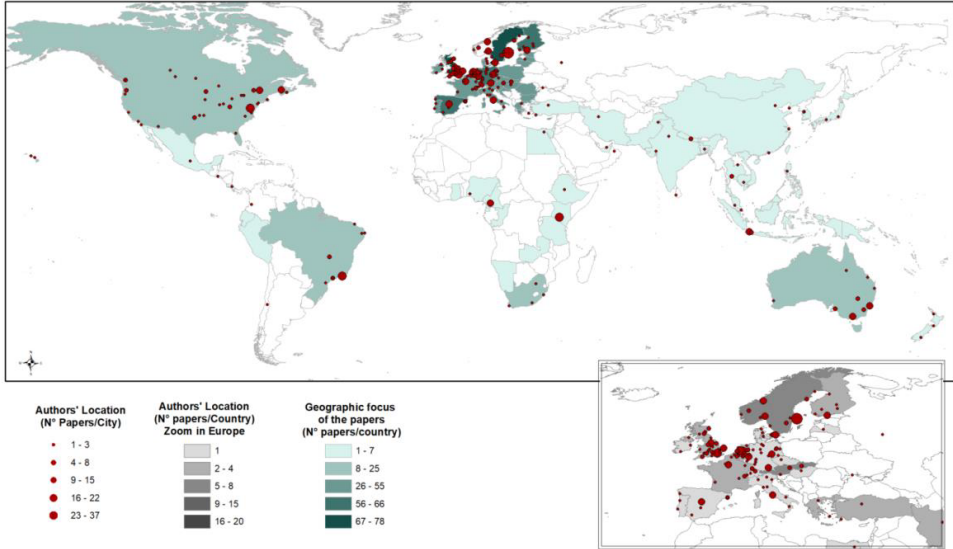 Authors' Location
(N° Papers/City)
1 - 3
4 - 8
9 - 15
16 - 22
23 - 37
Authors' Location
(N° papers/Country)
Zoom in Europe
1
2 - 4
5 - 8
9 - 15
16 - 20
Geographic focus
of the papers
(N° papers/country)
1 - 7
8 - 25
26 - 55
56 - 66
67 - 78